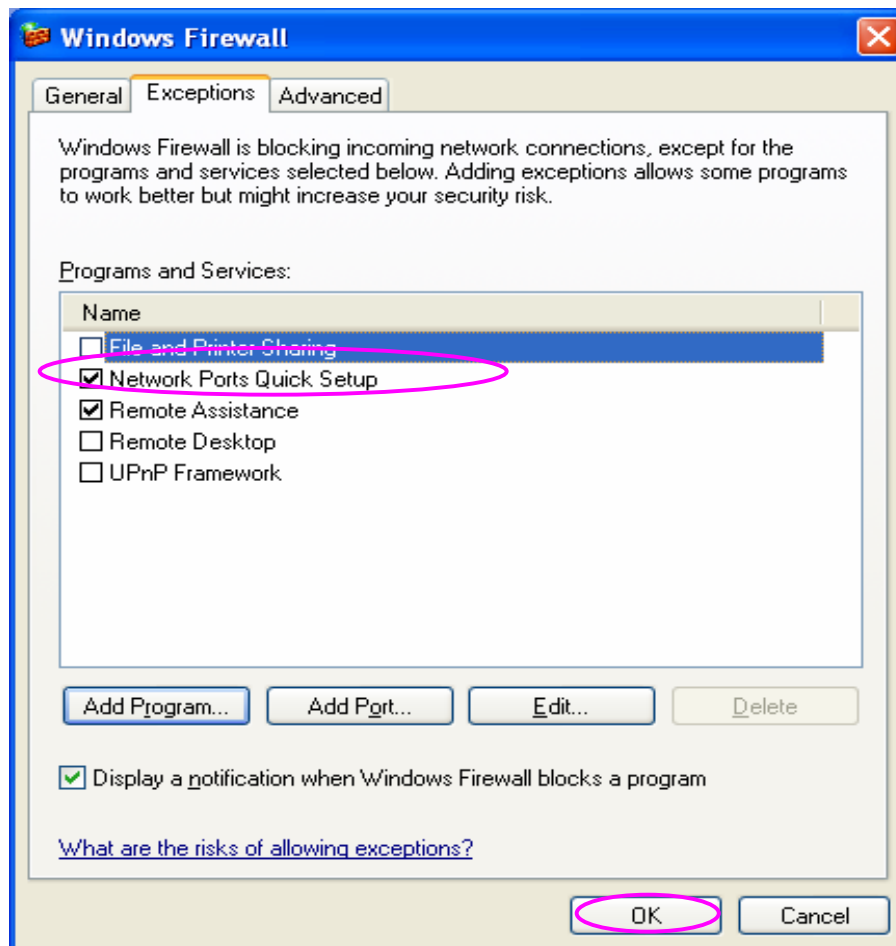 Windows Firewall
General Exceptions Advanced
Windows Firewall is blocking incoming network connections, except for the
programs and services selected below. Adding exceptions allows some programs
to work better but might increase your security risk.
Programs and Services:
Name
File and Printer Sharing
Network Ports Quick Setup
Remote Assistance
Remote Desktop
UPnP Framework
Add Program... Add Port... Edit... Delete
Display a notification when Windows Firewall blocks a program
What are the risks of allowing exceptions?
OK Cancel